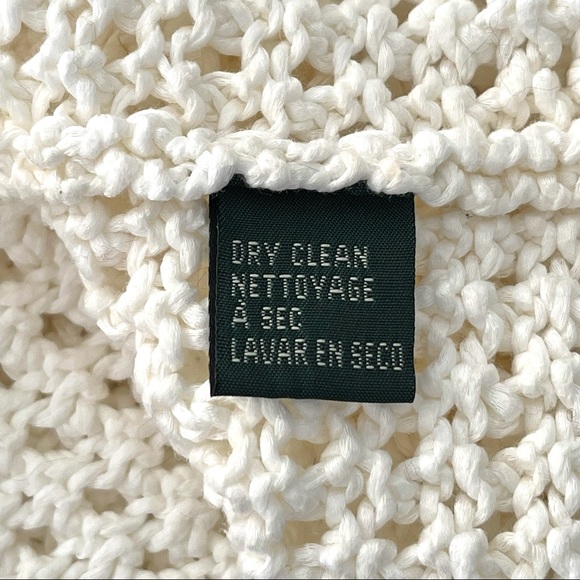 DRY CLEAN
NETTOYAGE
À SEC
LAVAR EN SECO